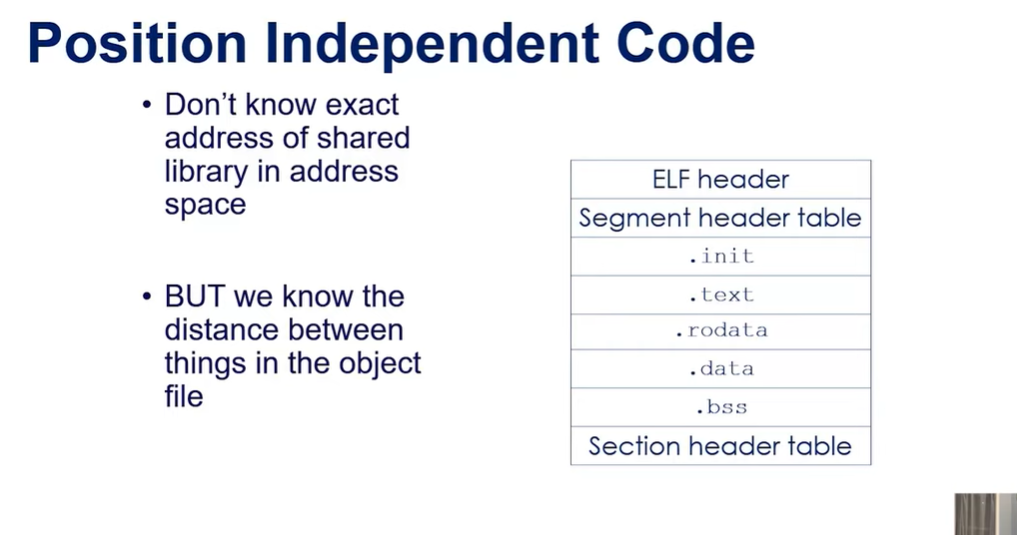 Position Independent Code
• Don't know exact
address of shared
library in address
space
• BUT we know the
distance between
things in the object
file
ELF header
Segment header table
.init
.text
.rodata
.data
.bss
Section header table